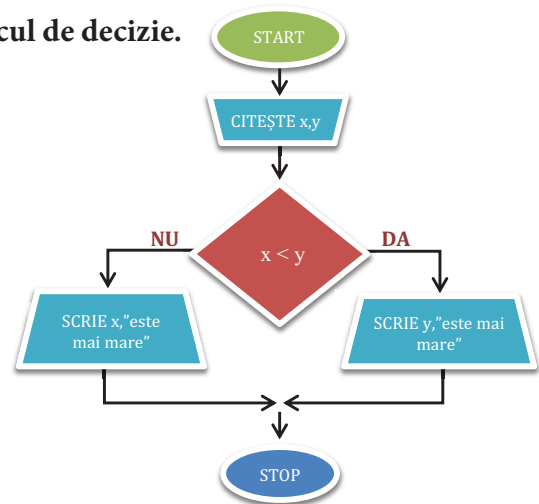 cul de decizie.
START
CITEȘTE x,y
NU
DA
x < y
SCRIE x,”este
mai mare”
SCRIE y,”este mai
mare”
STOP